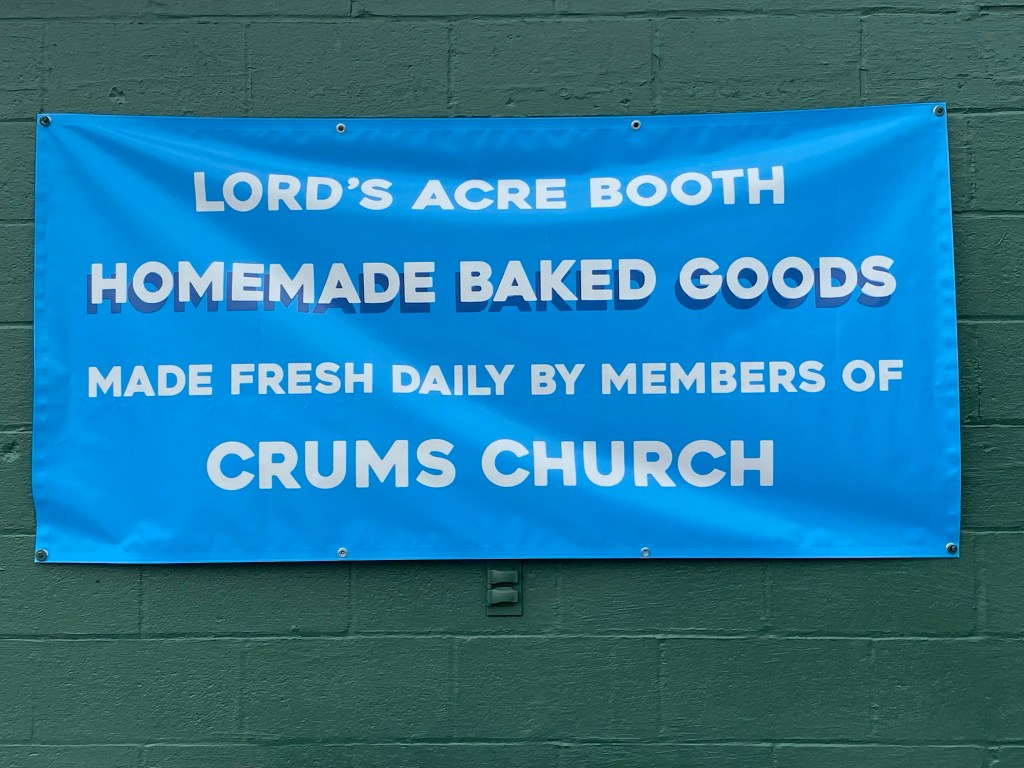 LORD'S ACRE BOOTH
HOMEMADE BAKED GOODS
MADE FRESH DAILY BY MEMBERS OF
CRUMS CHURCH